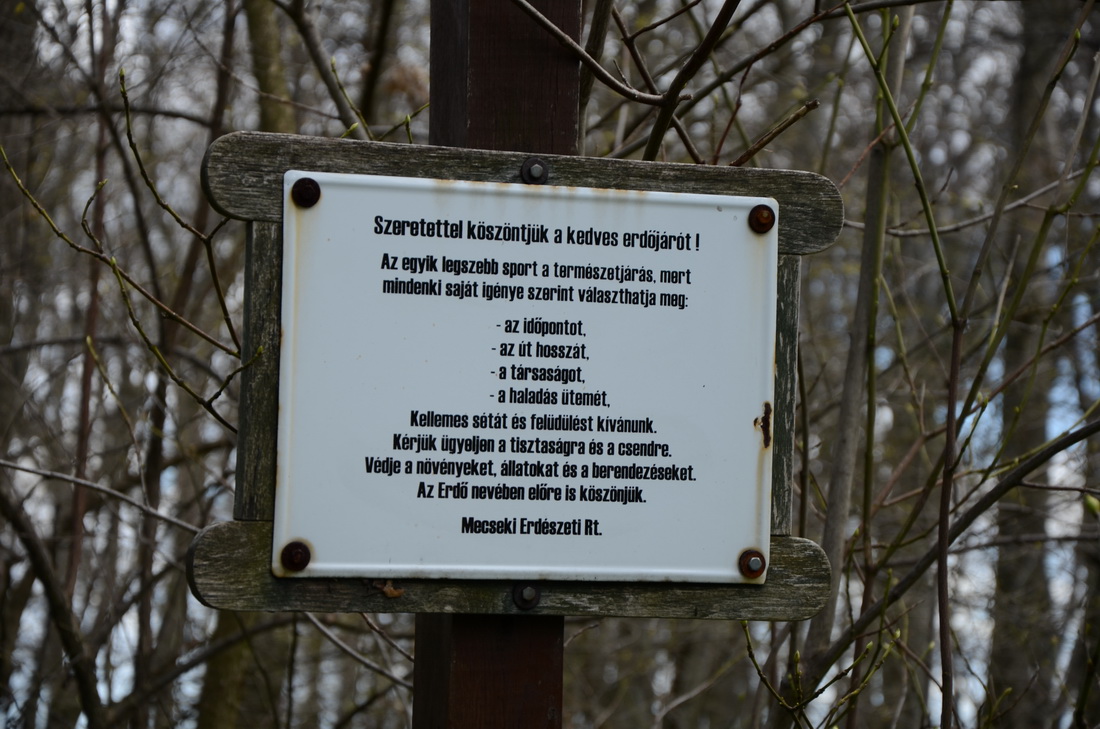 Szeretettel köszöntjük a kedves erdőjárót !
Az egyik legszebb sport a természetjárás, mert
mindenki saját igénye szerint választhatja meg:
- az időpontot,
- az út hosszát,
- a társaságot,
- a haladás ütemét,
Kellemes sétát és felüdülést kívánunk.
Kérjük ügyeljen a tisztaságra és a csendre.
Védje a növényeket, állatokat és a berendezéseket.
Az Erdő nevében előre is köszönjük.
Mecseki Erdészeti Rt.